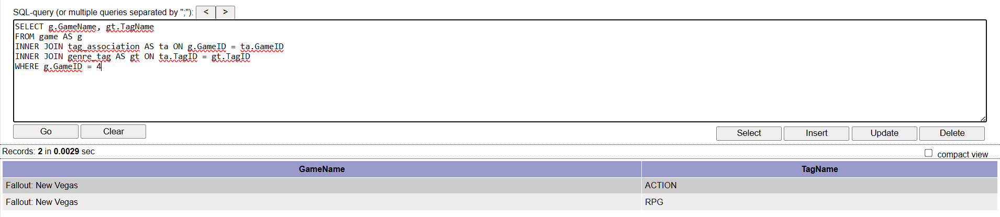 SQL-query (or multiple queries separated by ";"): < >
SELECT g.GameName, gt.TagName
FROM game AS g
INNER JOIN tag_association AS ta ON g.GameID = ta.GameID
INNER JOIN genre_tag AS gt ON ta.TagID = gt.TagID
WHERE g.GameID = 4
Go Clear Select Insert Update Delete
Records: 2 in 0.0029 sec compact view
GameName TagName
Fallout: New Vegas ACTION
Fallout: New Vegas RPG